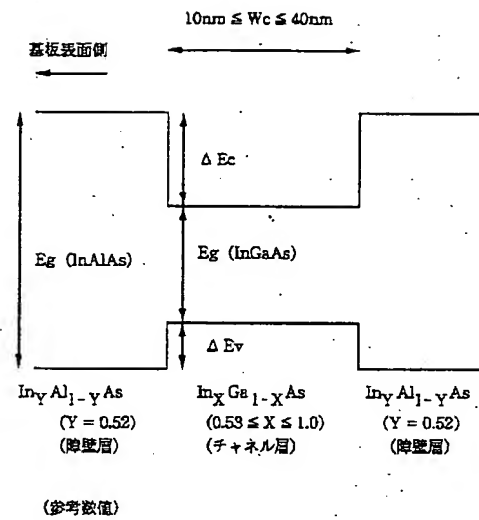 10nm ≦ Wc ≦ 40nm
基板表面側
Δ Ec
Eg (InAlAs)
Eg (InGaAs)
Δ Ev
InYAl1-YAs
(Y = 0.52)
(障壁層)
InXGa1-XAs
(0.53 ≦ X ≦ 1.0)
(チャネル層)
InYAl1-YAs
(Y = 0.52)
(障壁層)
(参考数値)